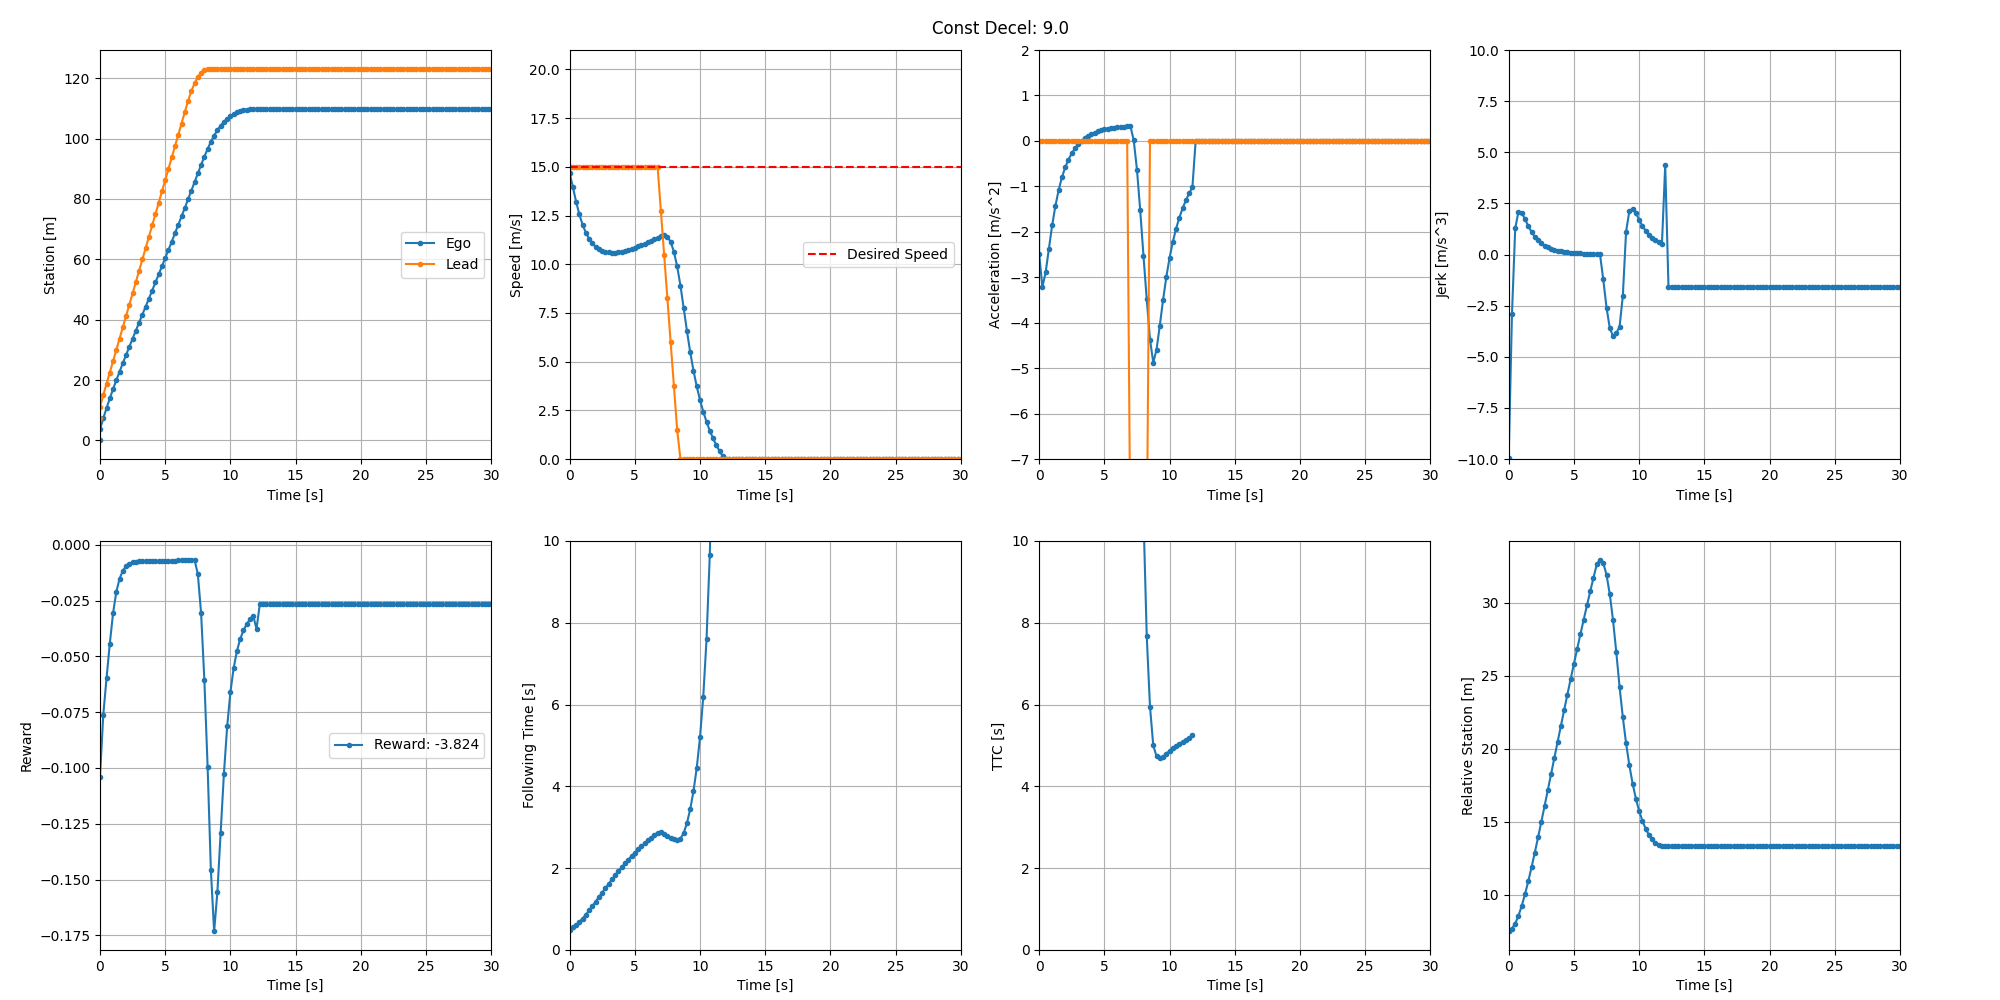 Const Decel: 9.0
Station [m]
120
100
80
60
40
20
0
Ego
Lead
0 5 10 15 20 25 30
Time [s]
Speed [m/s]
20.0
17.5
15.0
12.5
10.0
7.5
5.0
2.5
0.0
Desired Speed
0 5 10 15 20 25 30
Time [s]
Acceleration [m/s^2]
2
1
0
−1
−2
−3
−4
−5
−6
−7
0 5 10 15 20 25 30
Time [s]
Jerk [m/s^3]
10.0
7.5
5.0
2.5
0.0
−2.5
−5.0
−7.5
−10.0
0 5 10 15 20 25 30
Time [s]
Reward
0.000
−0.025
−0.050
−0.075
−0.100
−0.125
−0.150
−0.175
Reward: -3.824
0 5 10 15 20 25 30
Time [s]
Following Time [s]
10
8
6
4
2
0
0 5 10 15 20 25 30
Time [s]
TTC [s]
10
8
6
4
2
0
0 5 10 15 20 25 30
Time [s]
Relative Station [m]
30
25
20
15
10
0 5 10 15 20 25 30
Time [s]